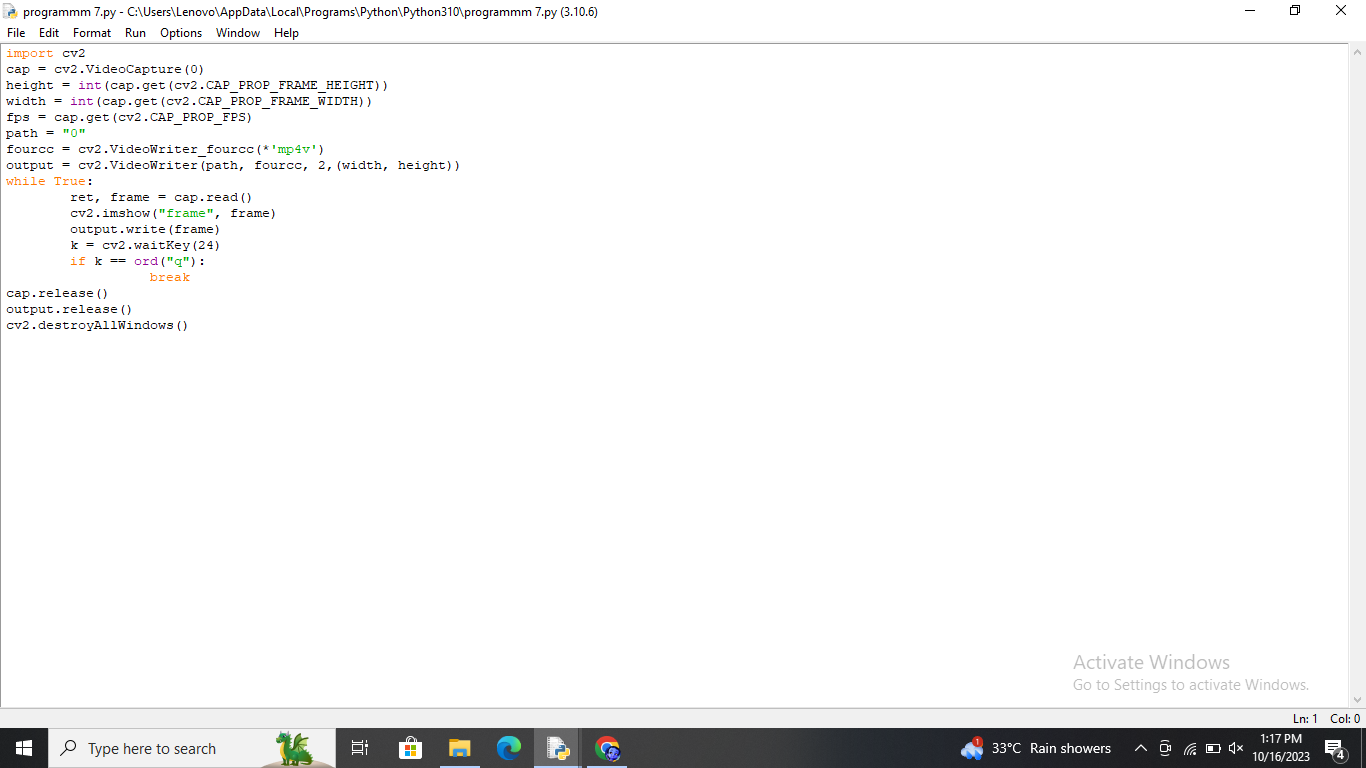 programmm 7.py - C:\Users\Lenovo\AppData\Local\Programs\Python\Python310\programmm 7.py (3.10.6)
File Edit Format Run Options Window Help
import cv2
cap = cv2.VideoCapture(0)
height = int(cap.get(cv2.CAP_PROP_FRAME_HEIGHT))
width = int(cap.get(cv2.CAP_PROP_FRAME_WIDTH))
fps = cap.get(cv2.CAP_PROP_FPS)
path = "0"
fourcc = cv2.VideoWriter_fourcc(*'mp4v')
output = cv2.VideoWriter(path, fourcc, 2,(width, height))
while True:
        ret, frame = cap.read()
        cv2.imshow("frame", frame)
        output.write(frame)
        k = cv2.waitKey(24)
        if k == ord("q"):
                  break
cap.release()
output.release()
cv2.destroyAllWindows()
Activate Windows
Go to Settings to activate Windows.
Ln: 1 Col: 0
Type here to search
1
33°C Rain showers
1:17 PM
10/16/2023
4